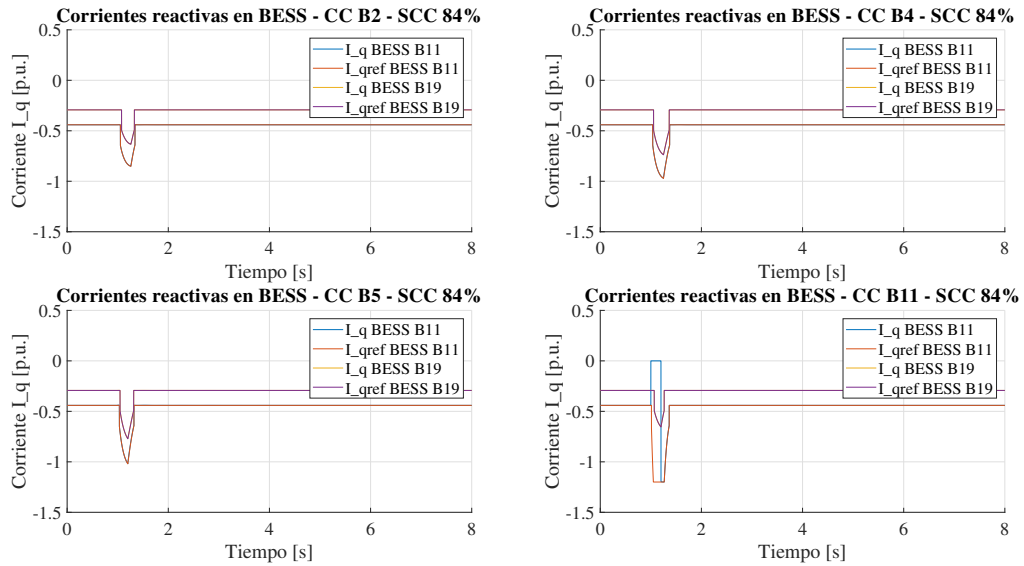 Corrientes reactivas en BESS - CC B2 - SCC 84%
0.5
0
-0.5
-1
-1.5
Corriente I_q [p.u.]
I_q BESS B11
I_qref BESS B11
I_q BESS B19
I_qref BESS B19
0 2 4 6 8
Tiempo [s]
Corrientes reactivas en BESS - CC B4 - SCC 84%
0.5
0
-0.5
-1
-1.5
Corriente I_q [p.u.]
I_q BESS B11
I_qref BESS B11
I_q BESS B19
I_qref BESS B19
0 2 4 6 8
Tiempo [s]
Corrientes reactivas en BESS - CC B5 - SCC 84%
0.5
0
-0.5
-1
-1.5
Corriente I_q [p.u.]
I_q BESS B11
I_qref BESS B11
I_q BESS B19
I_qref BESS B19
0 2 4 6 8
Tiempo [s]
Corrientes reactivas en BESS - CC B11 - SCC 84%
0.5
0
-0.5
-1
-1.5
Corriente I_q [p.u.]
I_q BESS B11
I_qref BESS B11
I_q BESS B19
I_qref BESS B19
0 2 4 6 8
Tiempo [s]